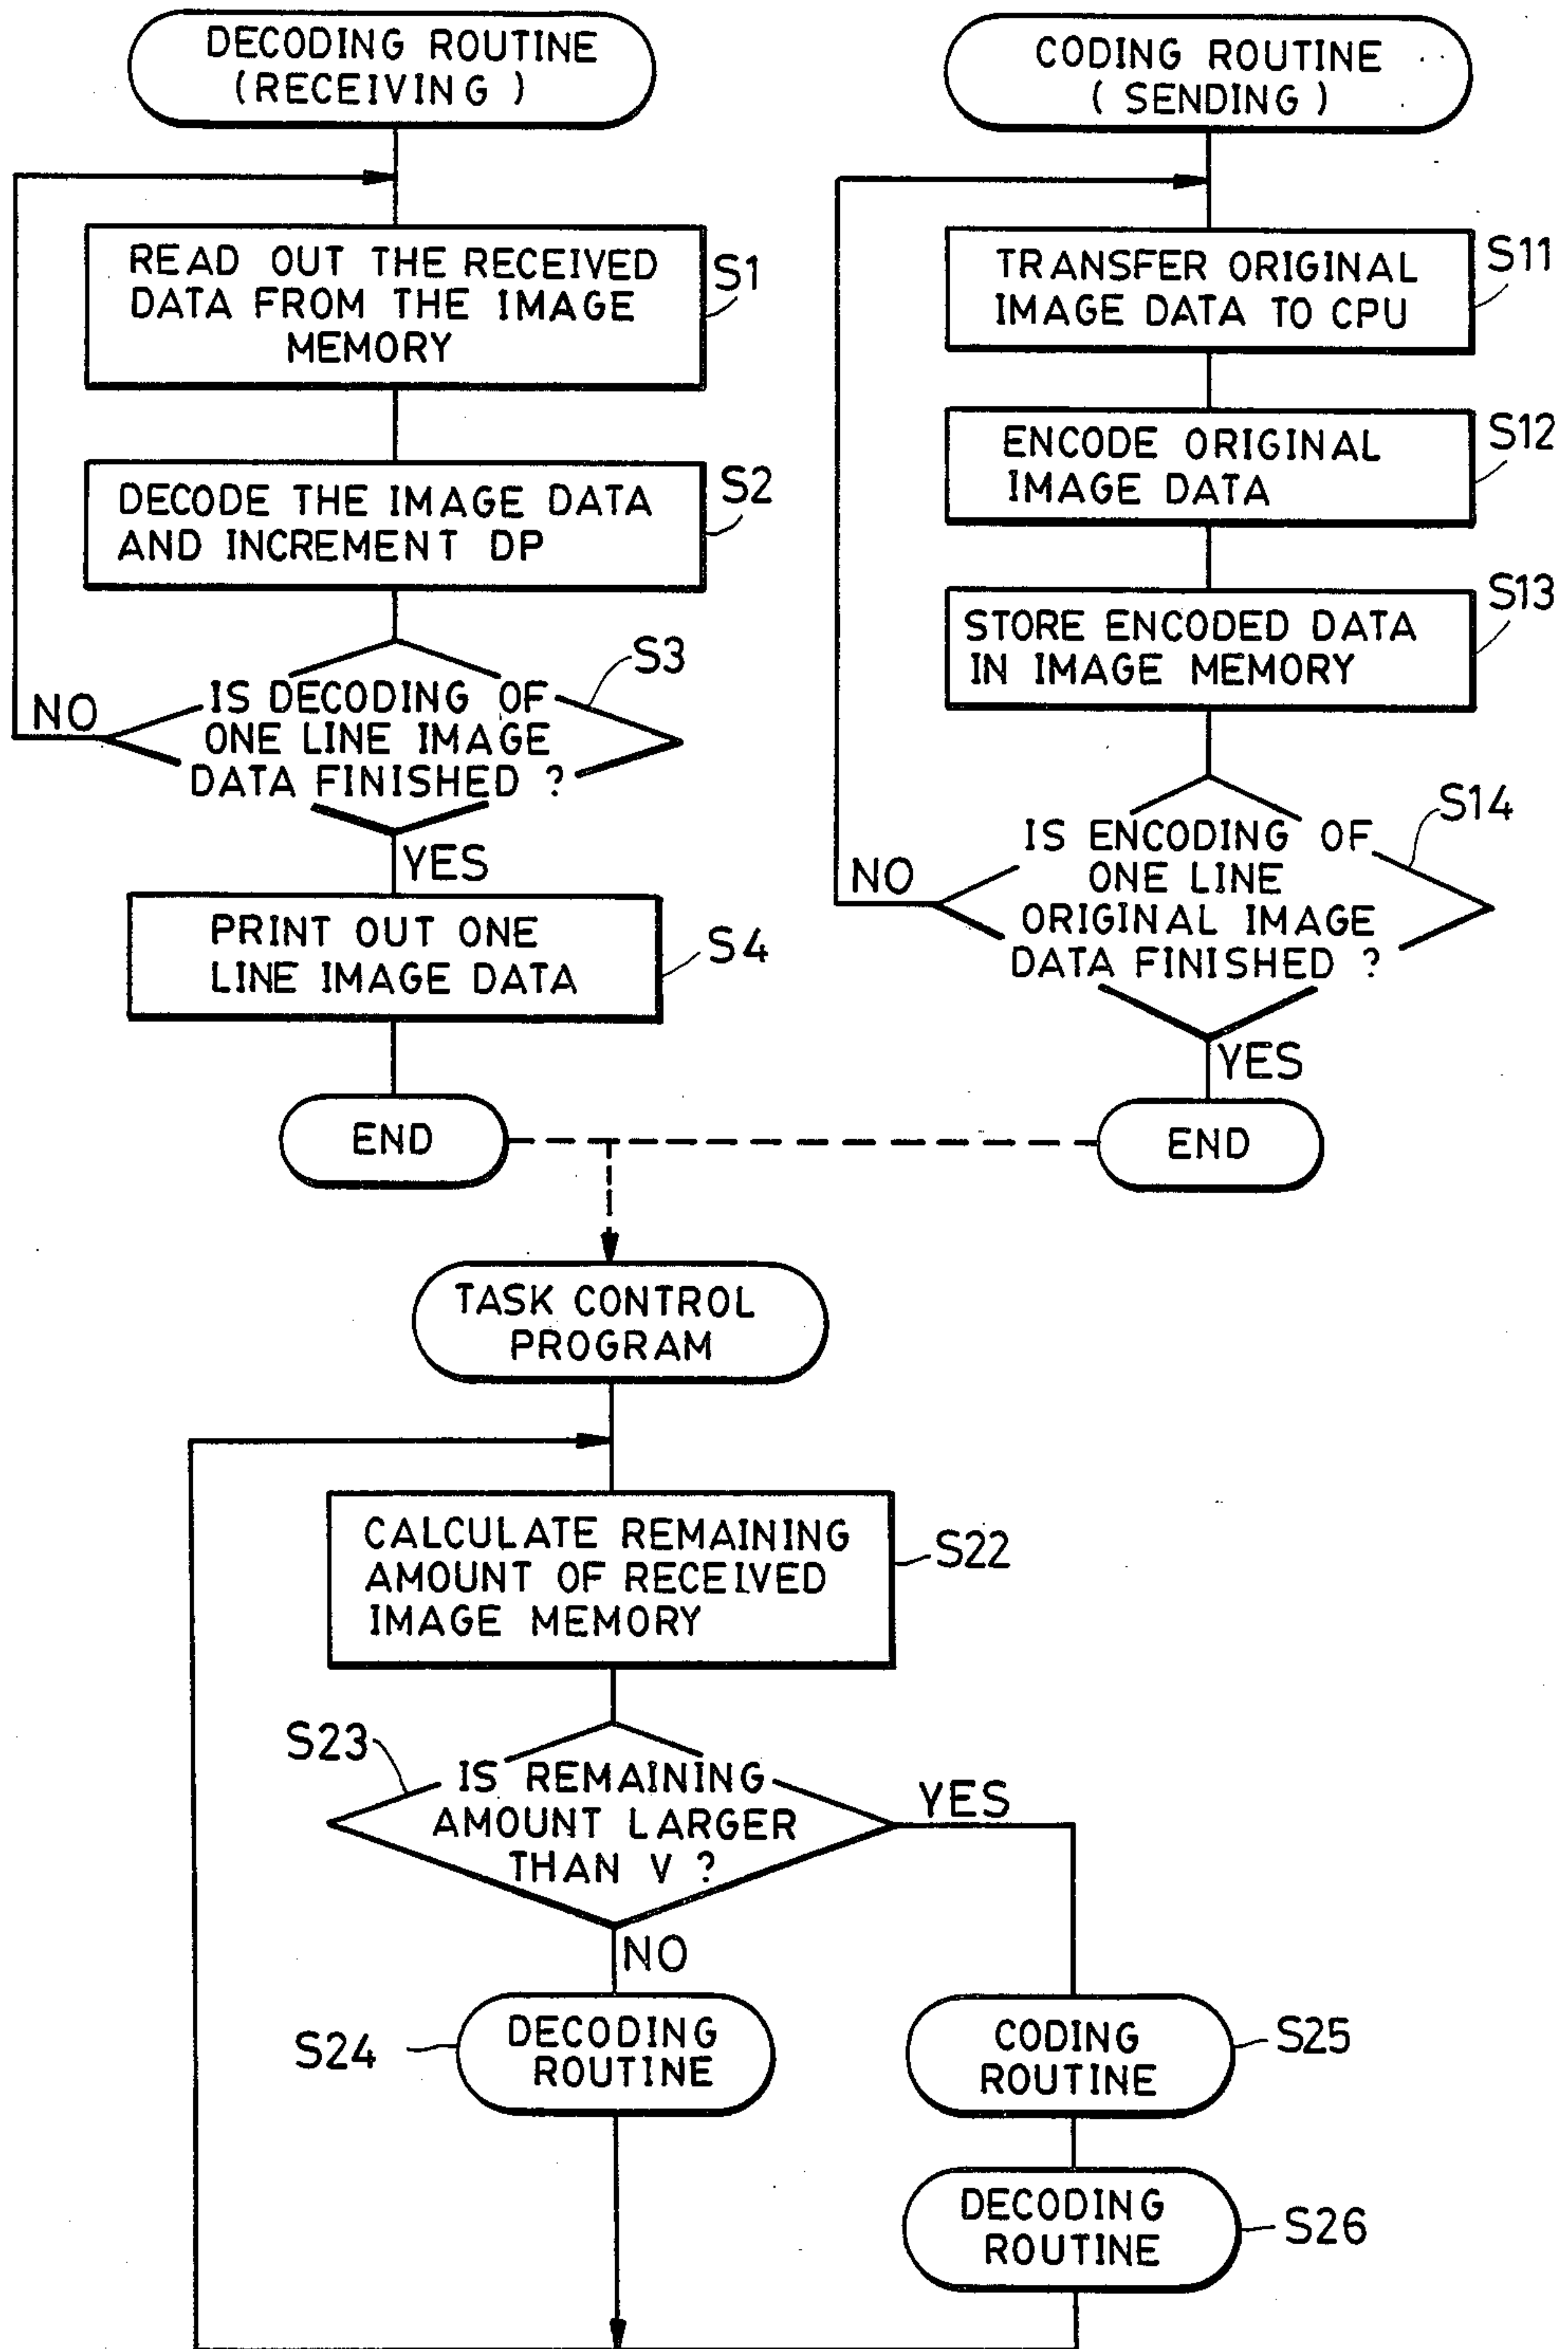 DECODING ROUTINE
(RECEIVING )
READ OUT THE RECEIVED
DATA FROM THE IMAGE
MEMORY
S1
DECODE THE IMAGE DATA
AND INCREMENT DP
S2
S3
IS DECODING OF
ONE LINE IMAGE
DATA FINISHED ?
NO
YES
PRINT OUT ONE
LINE IMAGE DATA
S4
END
CODING ROUTINE
( SENDING )
TRANSFER ORIGINAL
IMAGE DATA TO CPU
S11
ENCODE ORIGINAL
IMAGE DATA
S12
STORE ENCODED DATA
IN IMAGE MEMORY
S13
S14
IS ENCODING OF
ONE LINE
ORIGINAL IMAGE
DATA FINISHED ?
NO
YES
END
TASK CONTROL
PROGRAM
CALCULATE REMAINING
AMOUNT OF RECEIVED
IMAGE MEMORY
S22
S23
IS REMAINING
AMOUNT LARGER
THAN V ?
YES
NO
S24
DECODING
ROUTINE
CODING
ROUTINE
S25
DECODING
ROUTINE
S26